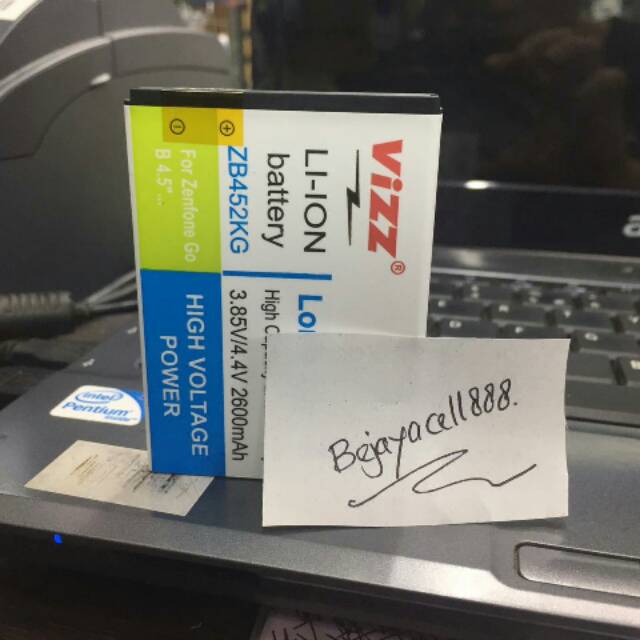 Vizz®
LI-ION
battery
ZB452KG
For Zenfone Go
B 4.5"...
High
3.85V/4.4V 2600mAh
HIGH VOLTAGE
POWER
Bejayacell888.
intel
Pentium